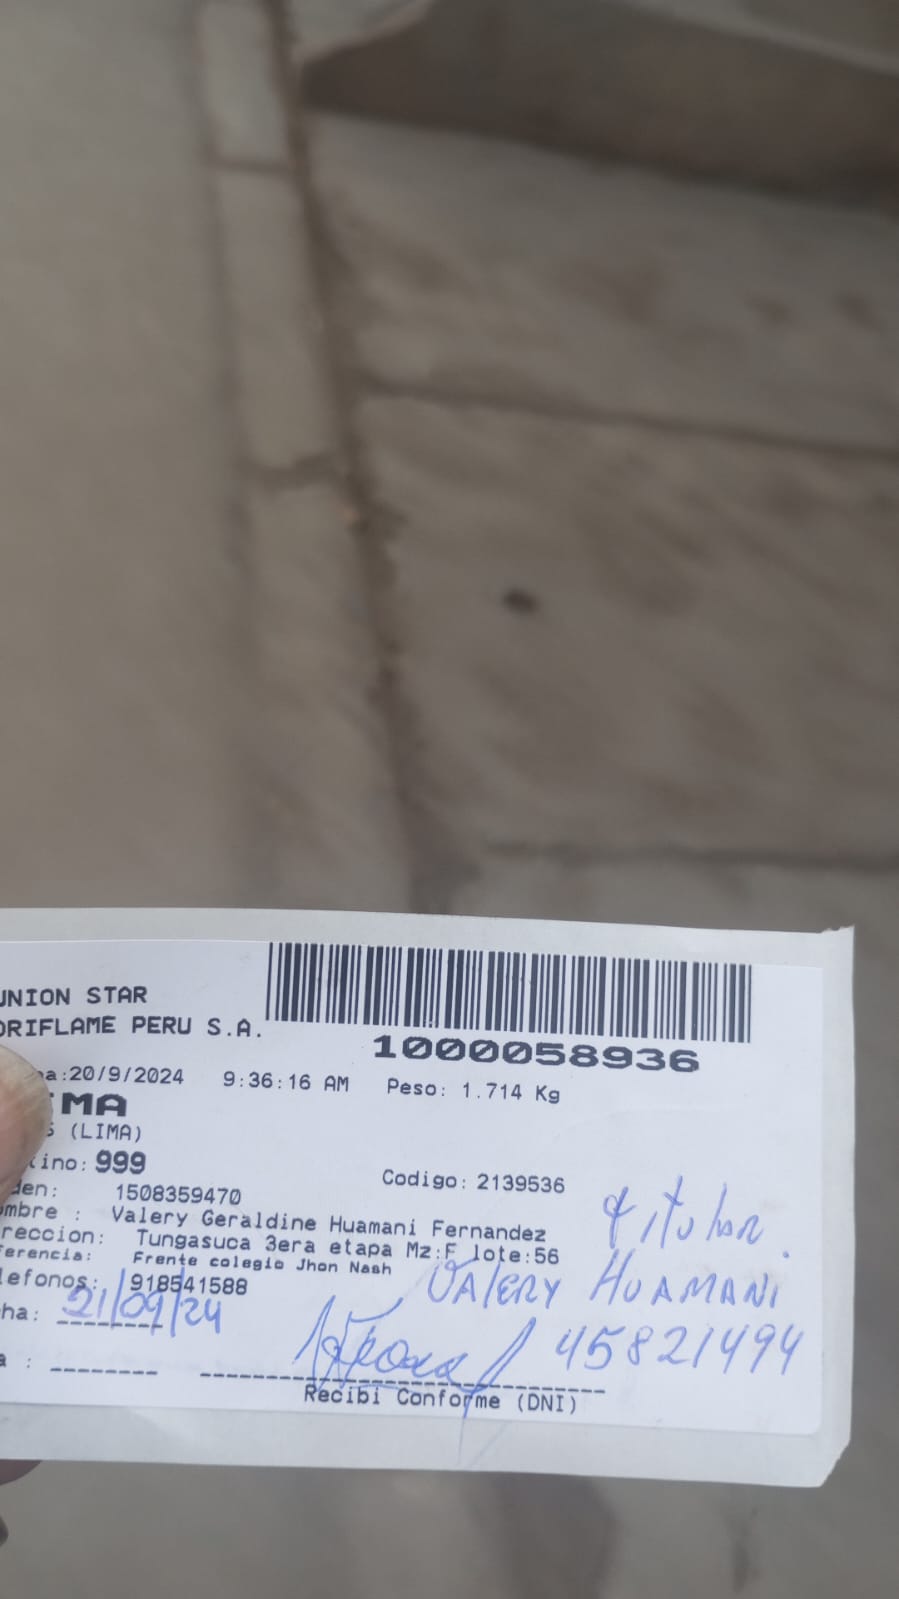 UNION STAR
ORIFLAME PERU S.A.
1000058936
a:20/9/2024 9:36:16 AM Peso: 1.714 Kg
MA
S (LIMA)
ino: 999 Codigo: 2139536
den: 1508359470
ombre : Valery Geraldine Huamani Fernandez
reccion: Tungasuca 3era etapa Mz:F lote:56
ferencia: Frente colegio Jhon Nash
lefonos: 918541588
titular.
VAlERY HUAMANI
ha: 21/09/24
45821494
a :
Recibi Conforme (DNI)